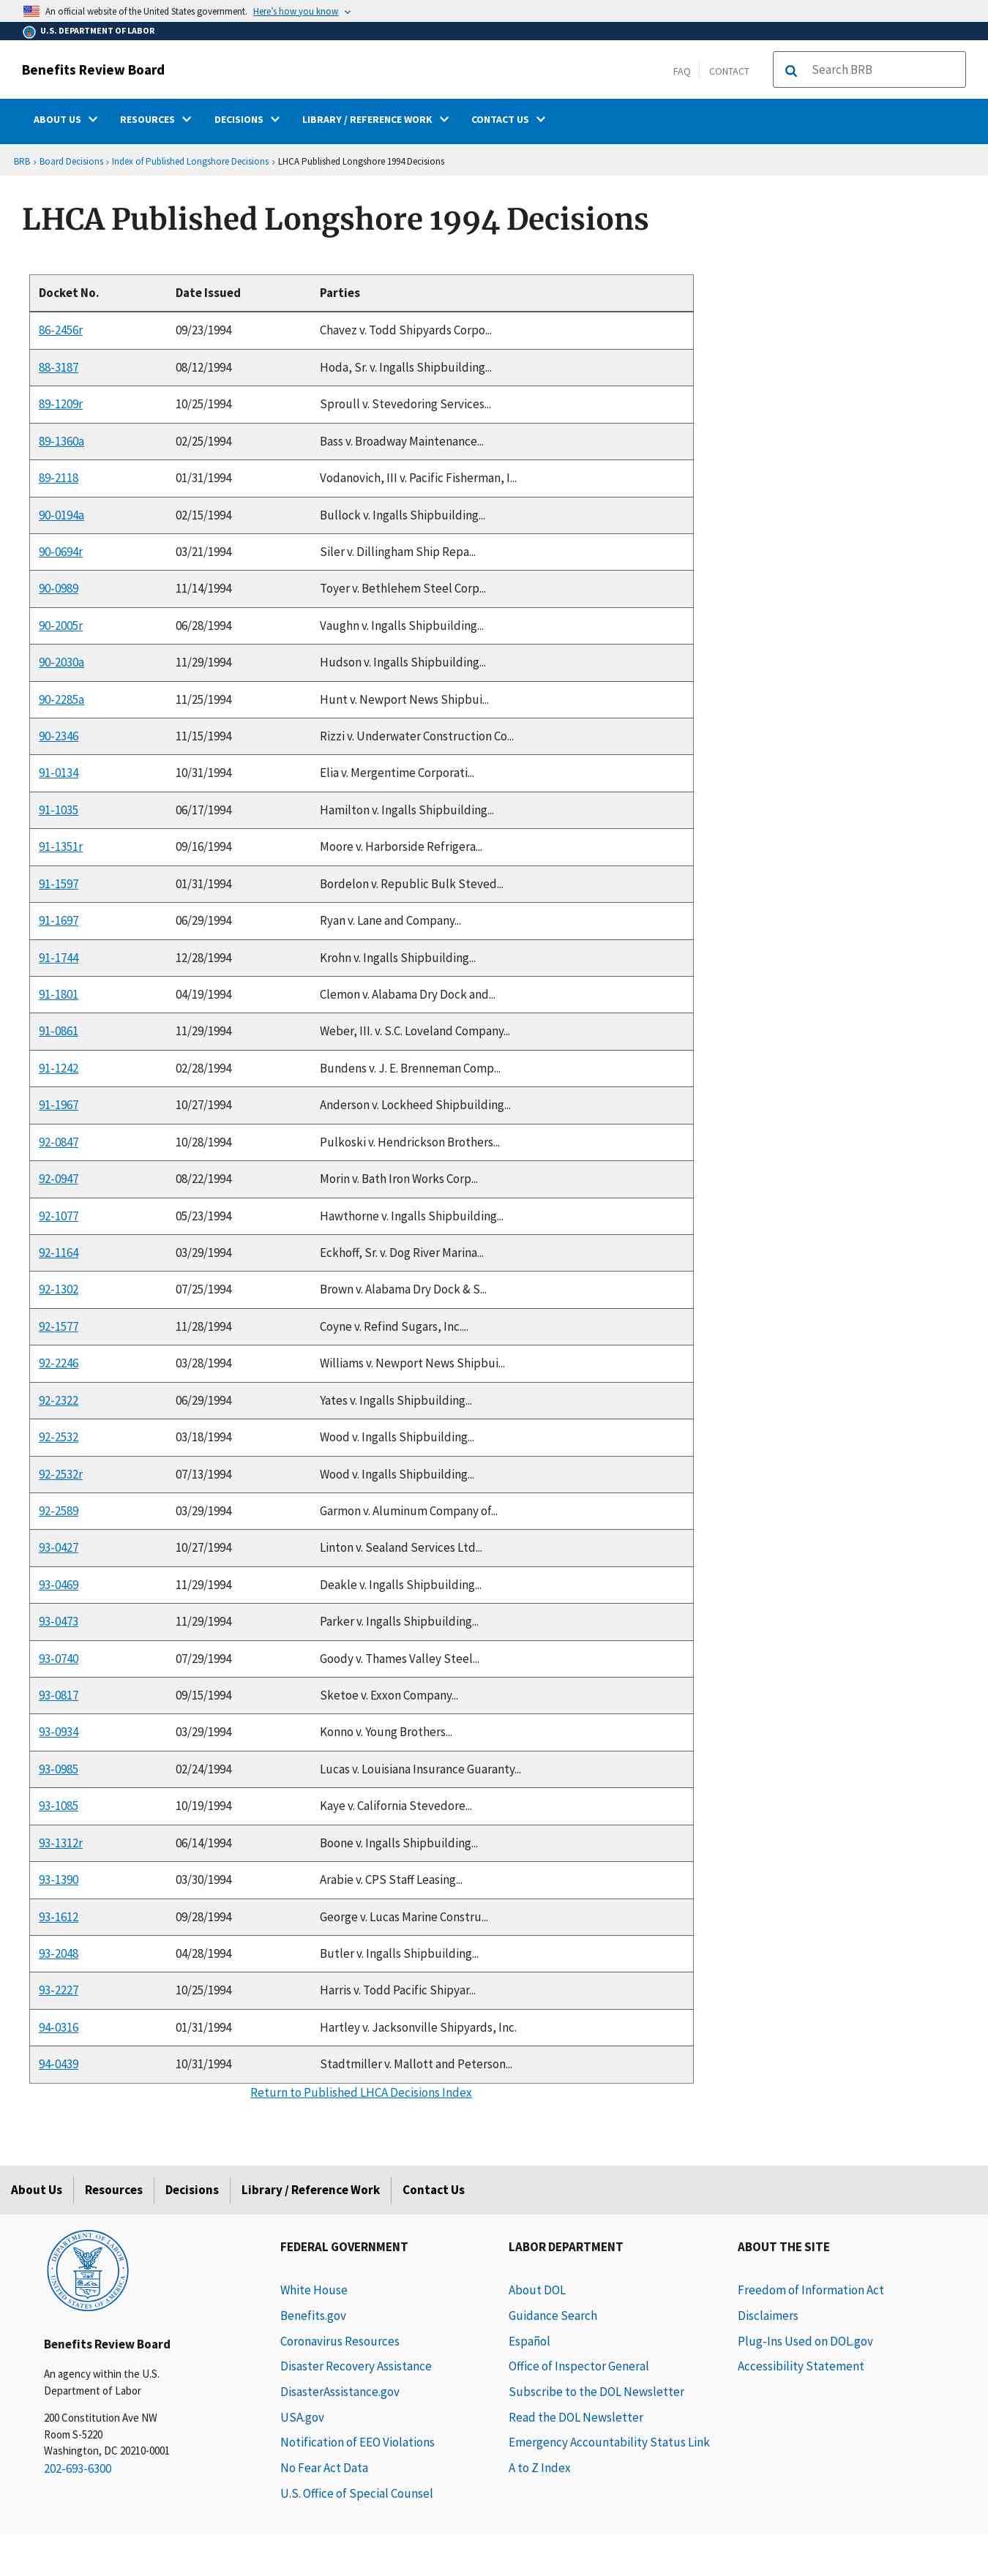 An official website of the United States government. Here's how you know
U.S. DEPARTMENT OF LABOR
Benefits Review Board
FAQ CONTACT Search BRB
ABOUT US RESOURCES DECISIONS LIBRARY / REFERENCE WORK CONTACT US
BRB › Board Decisions › Index of Published Longshore Decisions › LHCA Published Longshore 1994 Decisions
LHCA Published Longshore 1994 Decisions
Docket No. Date Issued Parties
86-2456r 09/23/1994 Chavez v. Todd Shipyards Corpo...
88-3187 08/12/1994 Hoda, Sr. v. Ingalls Shipbuilding...
89-1209r 10/25/1994 Sproull v. Stevedoring Services...
89-1360a 02/25/1994 Bass v. Broadway Maintenance...
89-2118 01/31/1994 Vodanovich, III v. Pacific Fisherman, I...
90-0194a 02/15/1994 Bullock v. Ingalls Shipbuilding...
90-0694r 03/21/1994 Siler v. Dillingham Ship Repa...
90-0989 11/14/1994 Toyer v. Bethlehem Steel Corp...
90-2005r 06/28/1994 Vaughn v. Ingalls Shipbuilding...
90-2030a 11/29/1994 Hudson v. Ingalls Shipbuilding...
90-2285a 11/25/1994 Hunt v. Newport News Shipbui...
90-2346 11/15/1994 Rizzi v. Underwater Construction Co...
91-0134 10/31/1994 Elia v. Mergentime Corporati...
91-1035 06/17/1994 Hamilton v. Ingalls Shipbuilding...
91-1351r 09/16/1994 Moore v. Harborside Refrigera...
91-1597 01/31/1994 Bordelon v. Republic Bulk Steved...
91-1697 06/29/1994 Ryan v. Lane and Company...
91-1744 12/28/1994 Krohn v. Ingalls Shipbuilding...
91-1801 04/19/1994 Clemon v. Alabama Dry Dock and...
91-0861 11/29/1994 Weber, III. v. S.C. Loveland Company...
91-1242 02/28/1994 Bundens v. J. E. Brenneman Comp...
91-1967 10/27/1994 Anderson v. Lockheed Shipbuilding...
92-0847 10/28/1994 Pulkoski v. Hendrickson Brothers...
92-0947 08/22/1994 Morin v. Bath Iron Works Corp...
92-1077 05/23/1994 Hawthorne v. Ingalls Shipbuilding...
92-1164 03/29/1994 Eckhoff, Sr. v. Dog River Marina...
92-1302 07/25/1994 Brown v. Alabama Dry Dock & S...
92-1577 11/28/1994 Coyne v. Refind Sugars, Inc....
92-2246 03/28/1994 Williams v. Newport News Shipbui...
92-2322 06/29/1994 Yates v. Ingalls Shipbuilding...
92-2532 03/18/1994 Wood v. Ingalls Shipbuilding...
92-2532r 07/13/1994 Wood v. Ingalls Shipbuilding...
92-2589 03/29/1994 Garmon v. Aluminum Company of...
93-0427 10/27/1994 Linton v. Sealand Services Ltd...
93-0469 11/29/1994 Deakle v. Ingalls Shipbuilding...
93-0473 11/29/1994 Parker v. Ingalls Shipbuilding...
93-0740 07/29/1994 Goody v. Thames Valley Steel...
93-0817 09/15/1994 Sketoe v. Exxon Company...
93-0934 03/29/1994 Konno v. Young Brothers...
93-0985 02/24/1994 Lucas v. Louisiana Insurance Guaranty...
93-1085 10/19/1994 Kaye v. California Stevedore...
93-1312r 06/14/1994 Boone v. Ingalls Shipbuilding...
93-1390 03/30/1994 Arabie v. CPS Staff Leasing...
93-1612 09/28/1994 George v. Lucas Marine Constru...
93-2048 04/28/1994 Butler v. Ingalls Shipbuilding...
93-2227 10/25/1994 Harris v. Todd Pacific Shipyar...
94-0316 01/31/1994 Hartley v. Jacksonville Shipyards, Inc.
94-0439 10/31/1994 Stadtmiller v. Mallott and Peterson...
Return to Published LHCA Decisions Index
About Us Resources Decisions Library / Reference Work Contact Us
DEPARTMENT OF LABOR
UNITED STATES OF AMERICA
Benefits Review Board
An agency within the U.S.
Department of Labor
200 Constitution Ave NW
Room S-5220
Washington, DC 20210-0001
202-693-6300
FEDERAL GOVERNMENT
White House
Benefits.gov
Coronavirus Resources
Disaster Recovery Assistance
DisasterAssistance.gov
USA.gov
Notification of EEO Violations
No Fear Act Data
U.S. Office of Special Counsel
LABOR DEPARTMENT
About DOL
Guidance Search
Español
Office of Inspector General
Subscribe to the DOL Newsletter
Read the DOL Newsletter
Emergency Accountability Status Link
A to Z Index
ABOUT THE SITE
Freedom of Information Act
Disclaimers
Plug-Ins Used on DOL.gov
Accessibility Statement